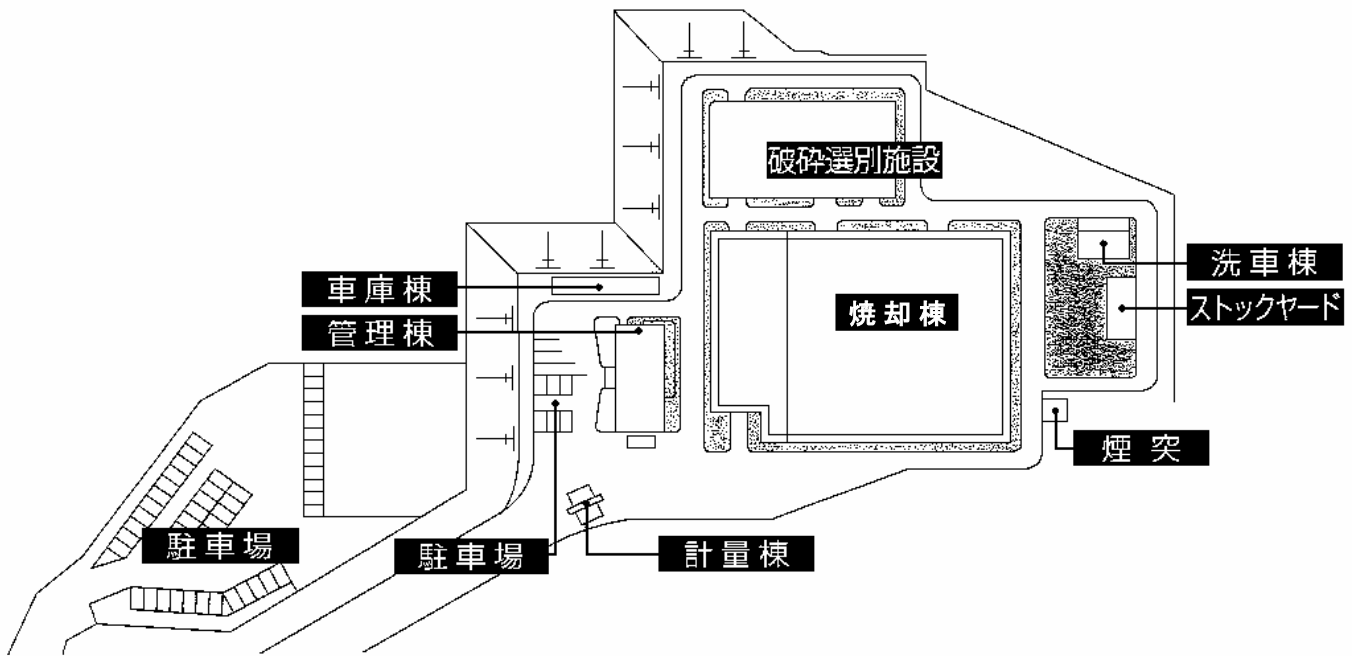 破砕選別施設
洗車棟
車庫棟
ストックヤード
焼却棟
管理棟
煙突
駐車場
駐車場
計量棟